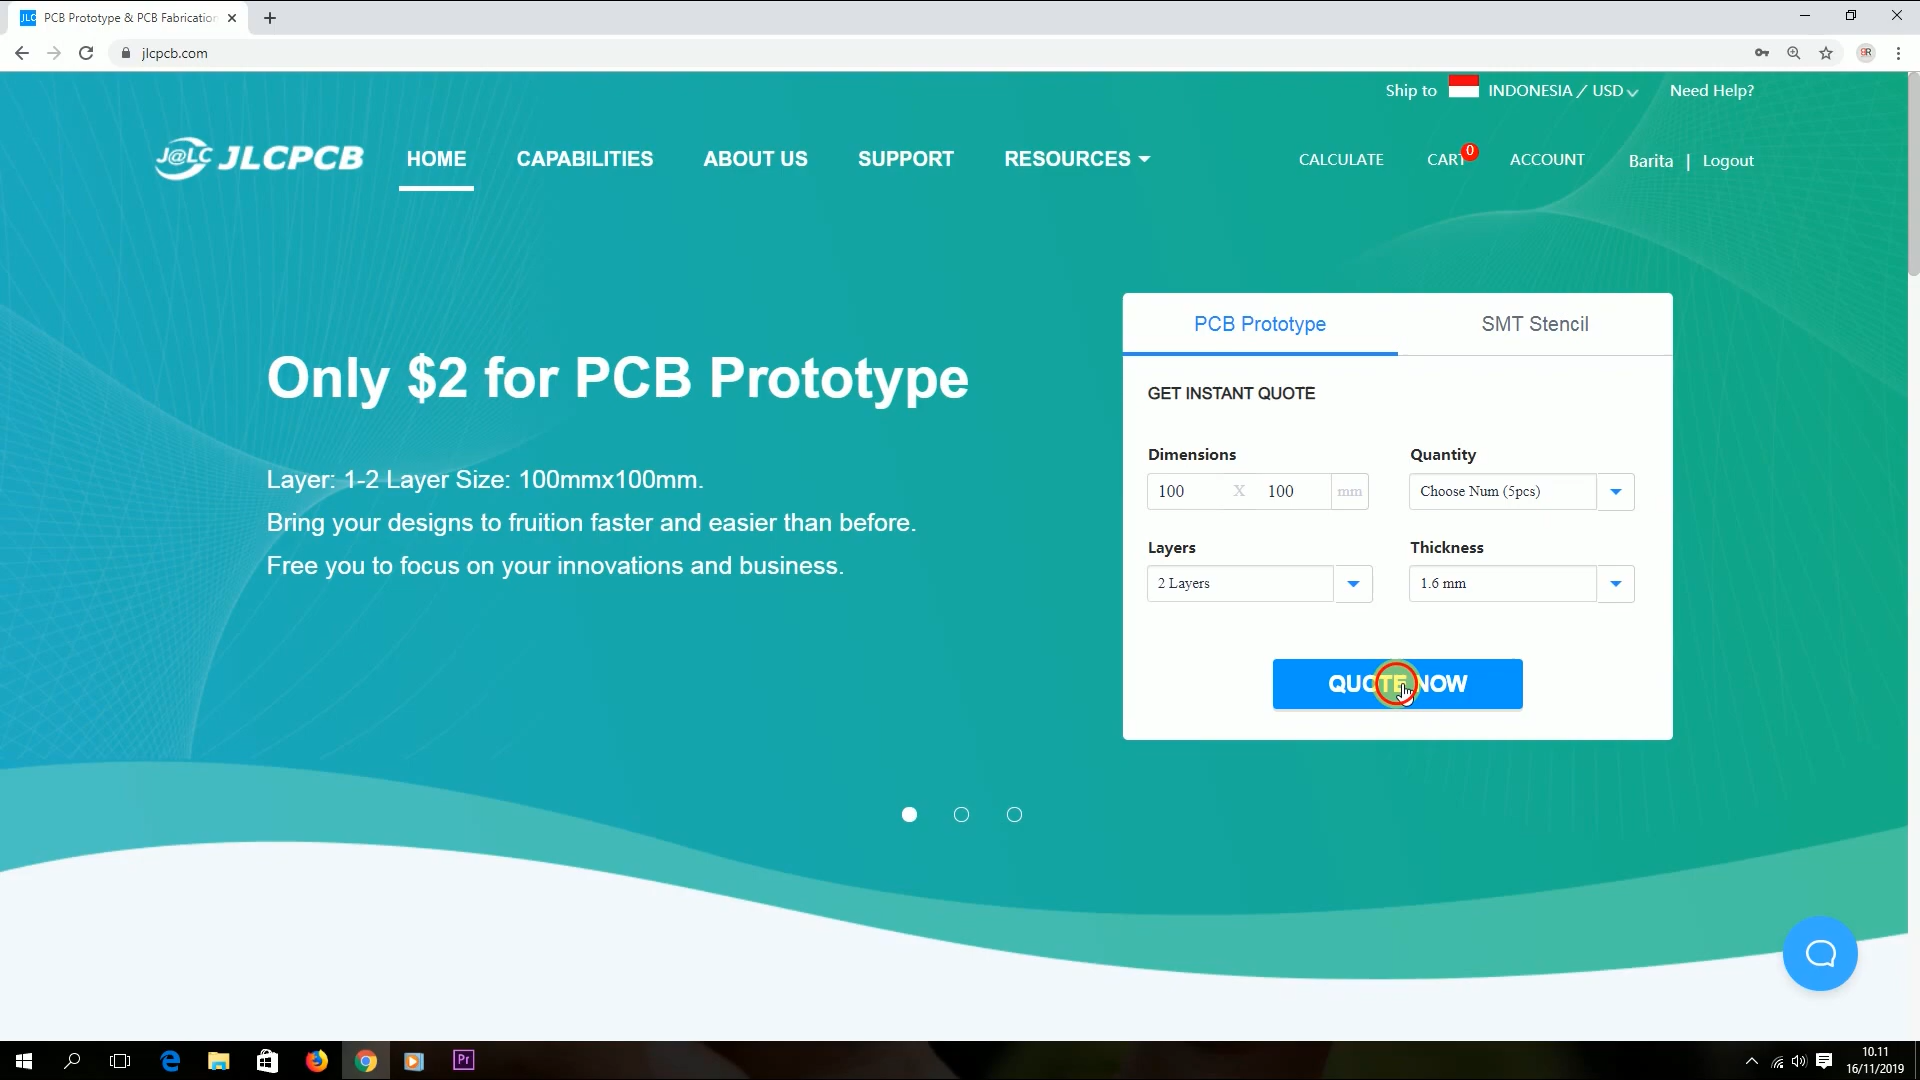 JLC PCB Prototype & PCB Fabrication
jlcpcb.com
Ship to INDONESIA / USD Need Help?
J@LC JLCPCB HOME CAPABILITIES ABOUT US SUPPORT RESOURCES CALCULATE CART 0 ACCOUNT Barita | Logout
PCB Prototype SMT Stencil
Only $2 for PCB Prototype
GET INSTANT QUOTE
Layer: 1-2 Layer Size: 100mmx100mm.
Bring your designs to fruition faster and easier than before.
Free you to focus on your innovations and business.
Dimensions Quantity
100 X 100 mm Choose Num (5pcs)
Layers Thickness
2 Layers 1.6 mm
QUOTE NOW
Pr
10.11
16/11/2019